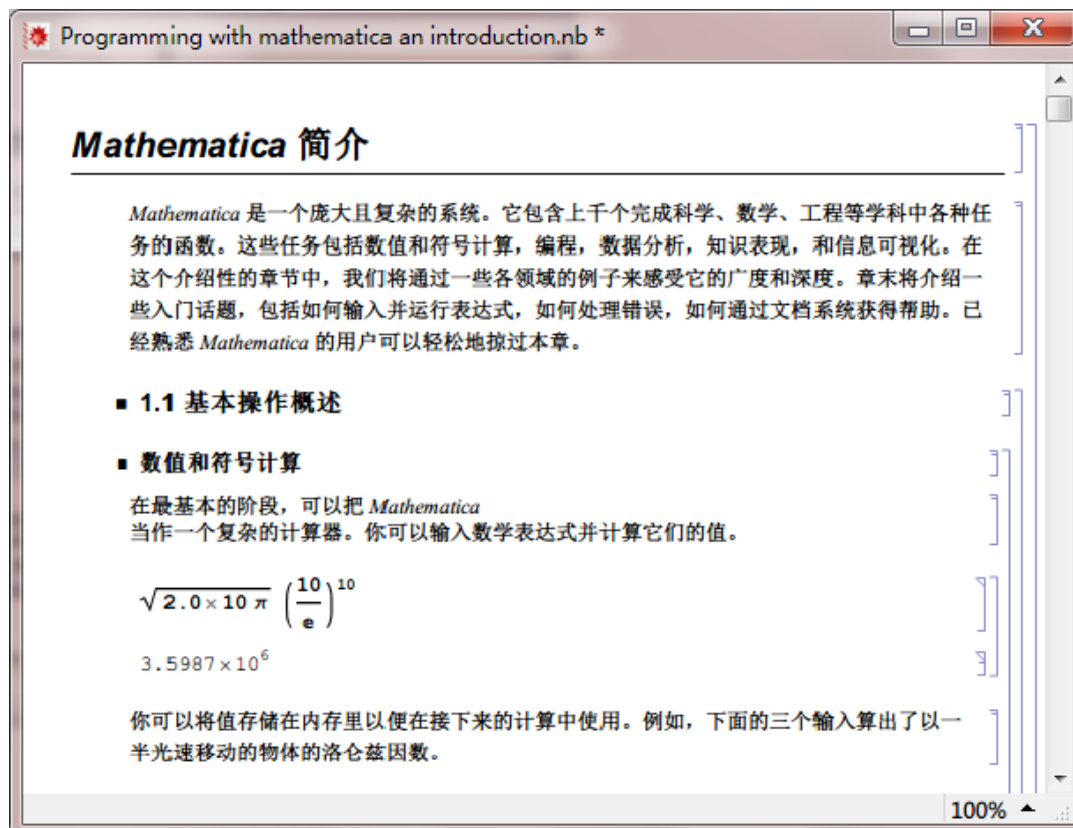 Programming with mathematica an introduction.nb *
Mathematica 简介
Mathematica 是一个庞大且复杂的系统。它包含上千个完成科学、数学、工程等学科中各种任
务的函数。这些任务包括数值和符号计算，编程，数据分析，知识表现，和信息可视化。在
这个介绍性的章节中，我们将通过一些各领域的例子来感受它的广度和深度。章末将介绍一
些入门话题，包括如何输入并运行表达式，如何处理错误，如何通过文档系统获得帮助。已
经熟悉 Mathematica 的用户可以轻松地掠过本章。
■ 1.1 基本操作概述
■ 数值和符号计算
在最基本的阶段，可以把 Mathematica
当作一个复杂的计算器。你可以输入数学表达式并计算它们的值。
√(2.0×10 π) (10/e)^10
3.5987×10^6
你可以将值存储在内存里以便在接下来的计算中使用。例如，下面的三个输入算出了以一
半光速移动的物体的洛仑兹因数。
100%